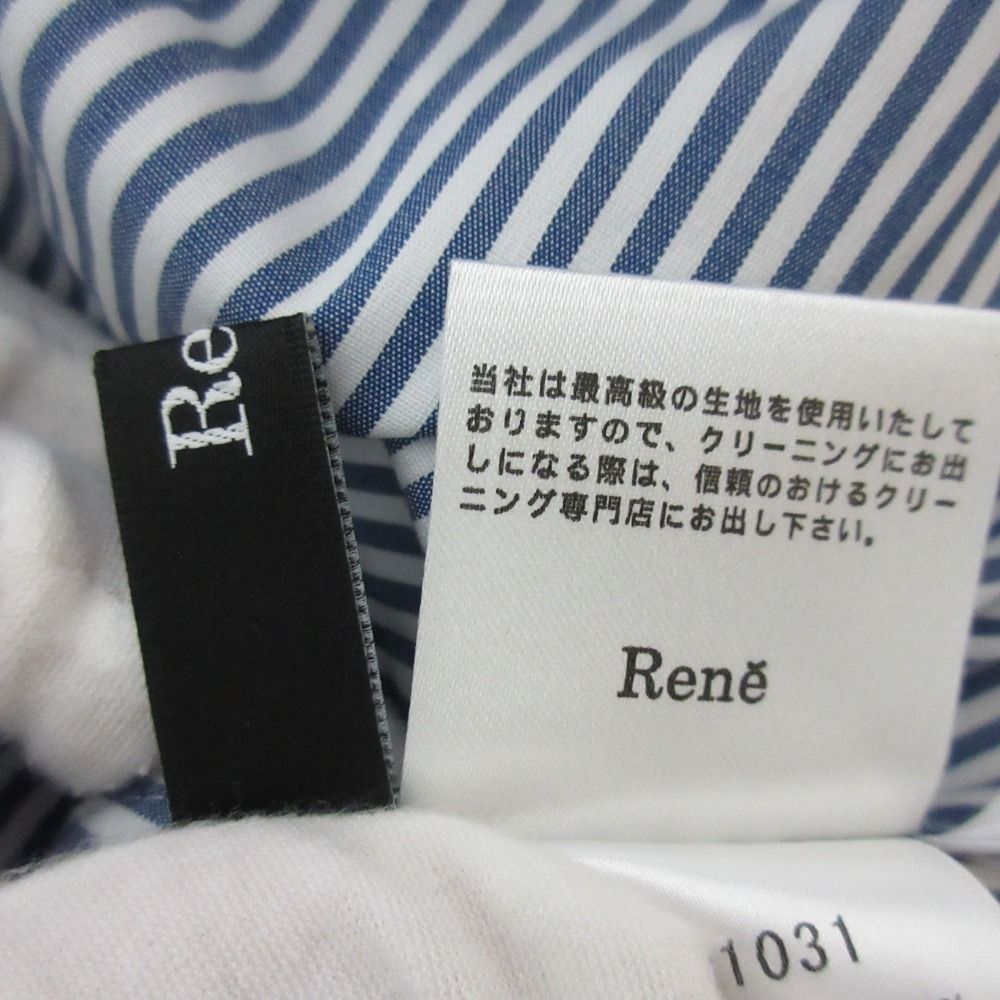 Re
当社は最高級の生地を使用いたして
おりますので、クリーニングにお出
しになる際は、信頼のおけるクリー
ニング専門店にお出し下さい。
Reně
1031